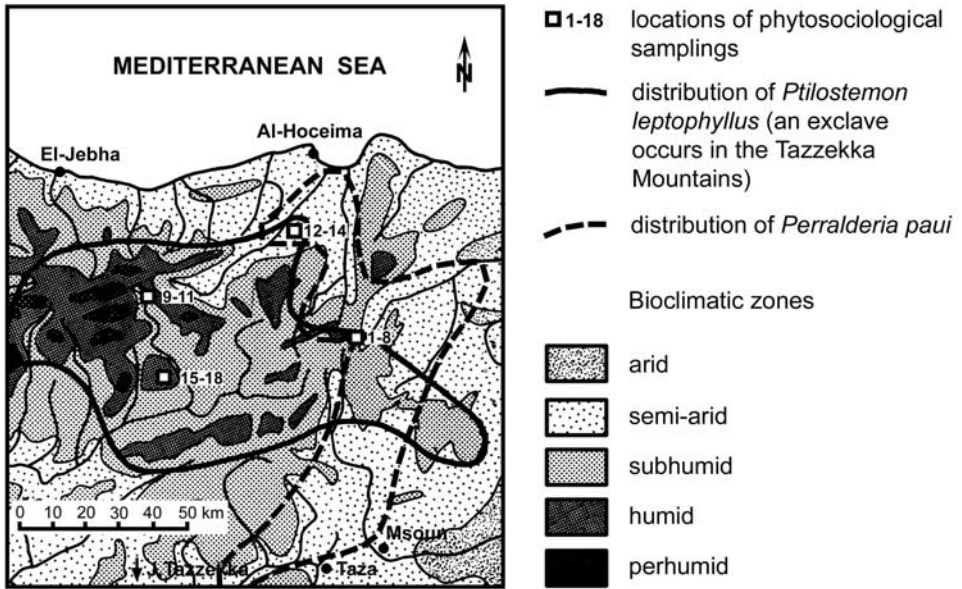 MEDITERRANEAN SEA
N
Al-Hoceima
El-Jebha
12-14
9-11
1-8
15-18
0 10 20 30 40 50 km
Msoun
J. Tazzekka
Taza
1-18 locations of phytosociological
samplings
distribution of Ptilostemon
leptophyllus (an
exclave
occurs in the Tazzekka
Mountains)
distribution of Perralderia paui
Bioclimatic zones
arid
semi-arid
subhumid
humid
perhumid